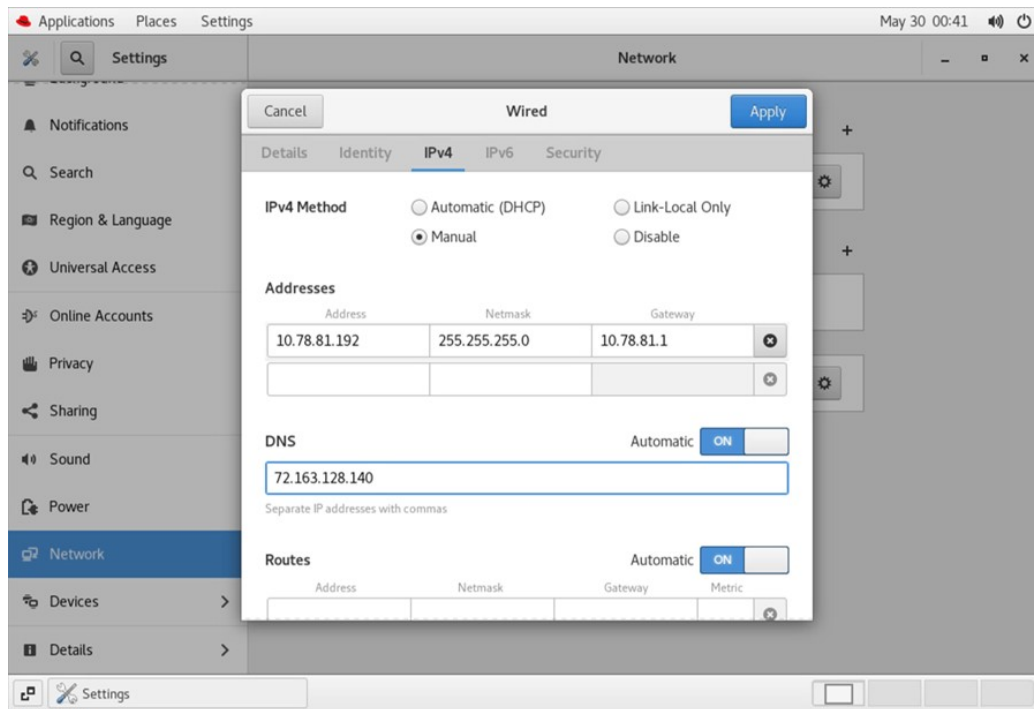 Applications Places Settings May 30 00:41
Settings Network
Notifications
Search
Region & Language
Universal Access
Online Accounts
Privacy
Sharing
Sound
Power
Network
Devices
Details
Cancel Wired Apply
Details Identity IPv4 IPv6 Security
IPv4 Method Automatic (DHCP) Link-Local Only
Manual Disable
Addresses
Address Netmask Gateway
10.78.81.192 255.255.255.0 10.78.81.1
DNS Automatic ON
72.163.128.140
Separate IP addresses with commas
Routes Automatic ON
Address Netmask Gateway Metric
Settings